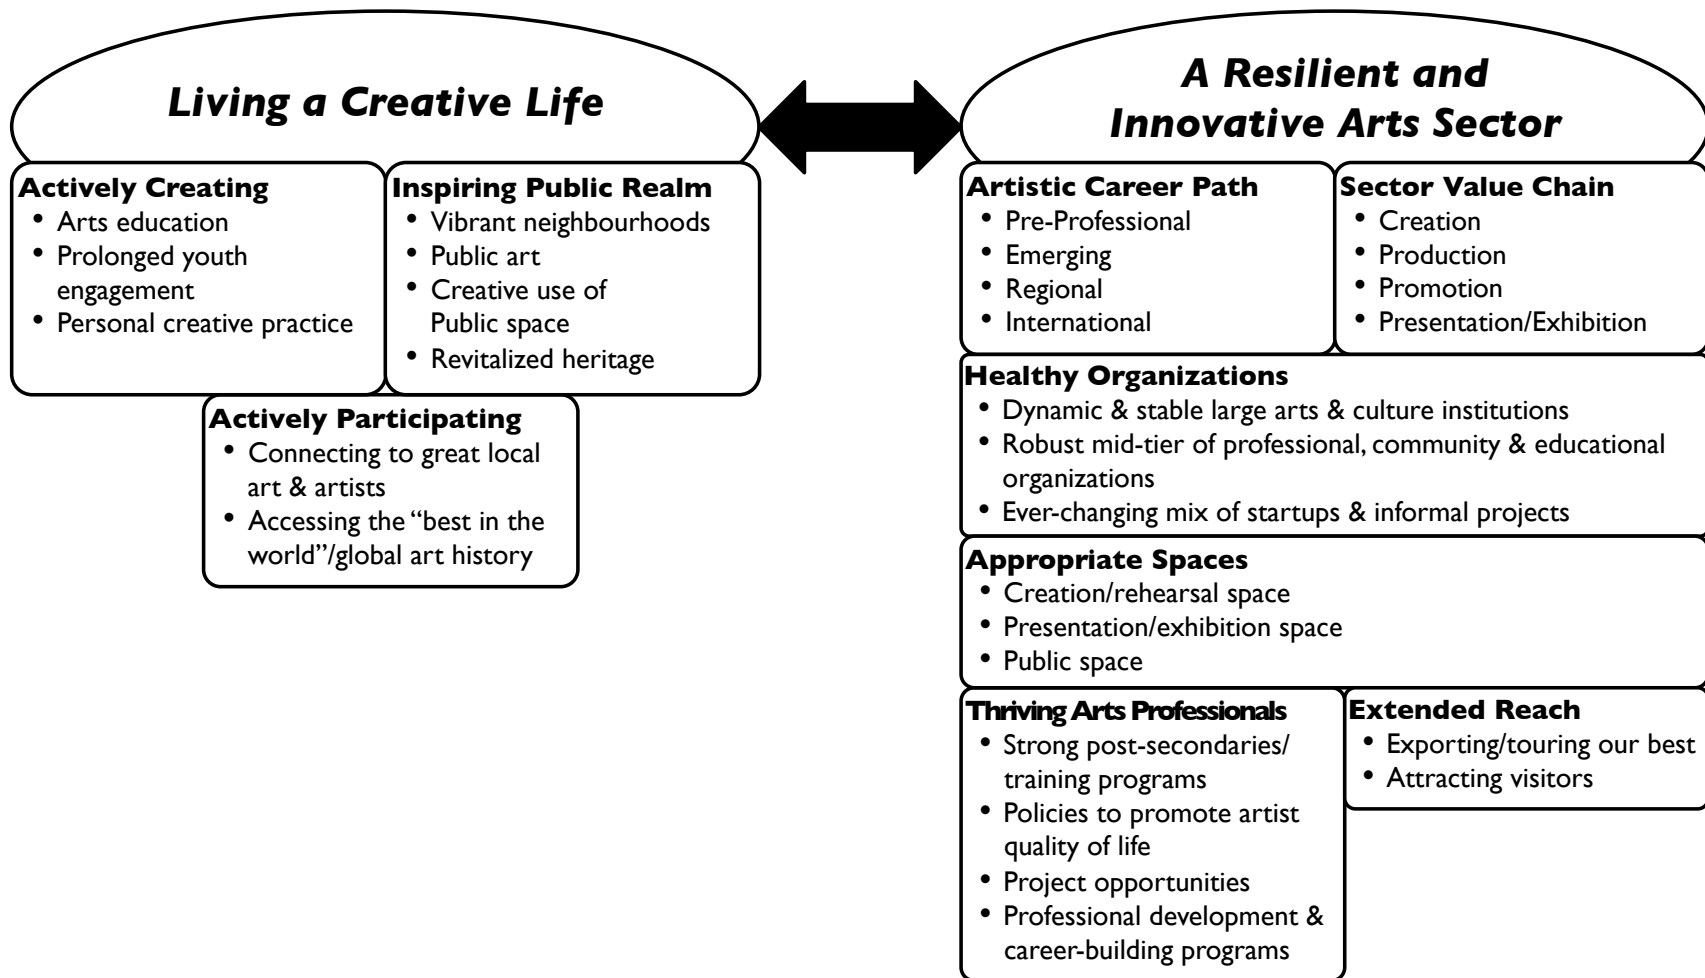 Living a Creative Life
Actively Creating
• Arts education
• Prolonged youth
engagement
• Personal creative practice
Inspiring Public Realm
• Vibrant neighbourhoods
• Public art
• Creative use of
Public space
• Revitalized heritage
Actively Participating
• Connecting to great local
art & artists
• Accessing the “best in the
world”/global art history
A Resilient and
Innovative Arts Sector
Artistic Career Path
• Pre-Professional
• Emerging
• Regional
• International
Sector Value Chain
• Creation
• Production
• Promotion
• Presentation/Exhibition
Healthy Organizations
• Dynamic & stable large arts & culture institutions
• Robust mid-tier of professional, community & educational
organizations
• Ever-changing mix of startups & informal projects
Appropriate Spaces
• Creation/rehearsal space
• Presentation/exhibition space
• Public space
Thriving Arts Professionals
• Strong post-secondaries/
training programs
• Policies to promote artist
quality of life
• Project opportunities
• Professional development &
career-building programs
Extended Reach
• Exporting/touring our best
• Attracting visitors